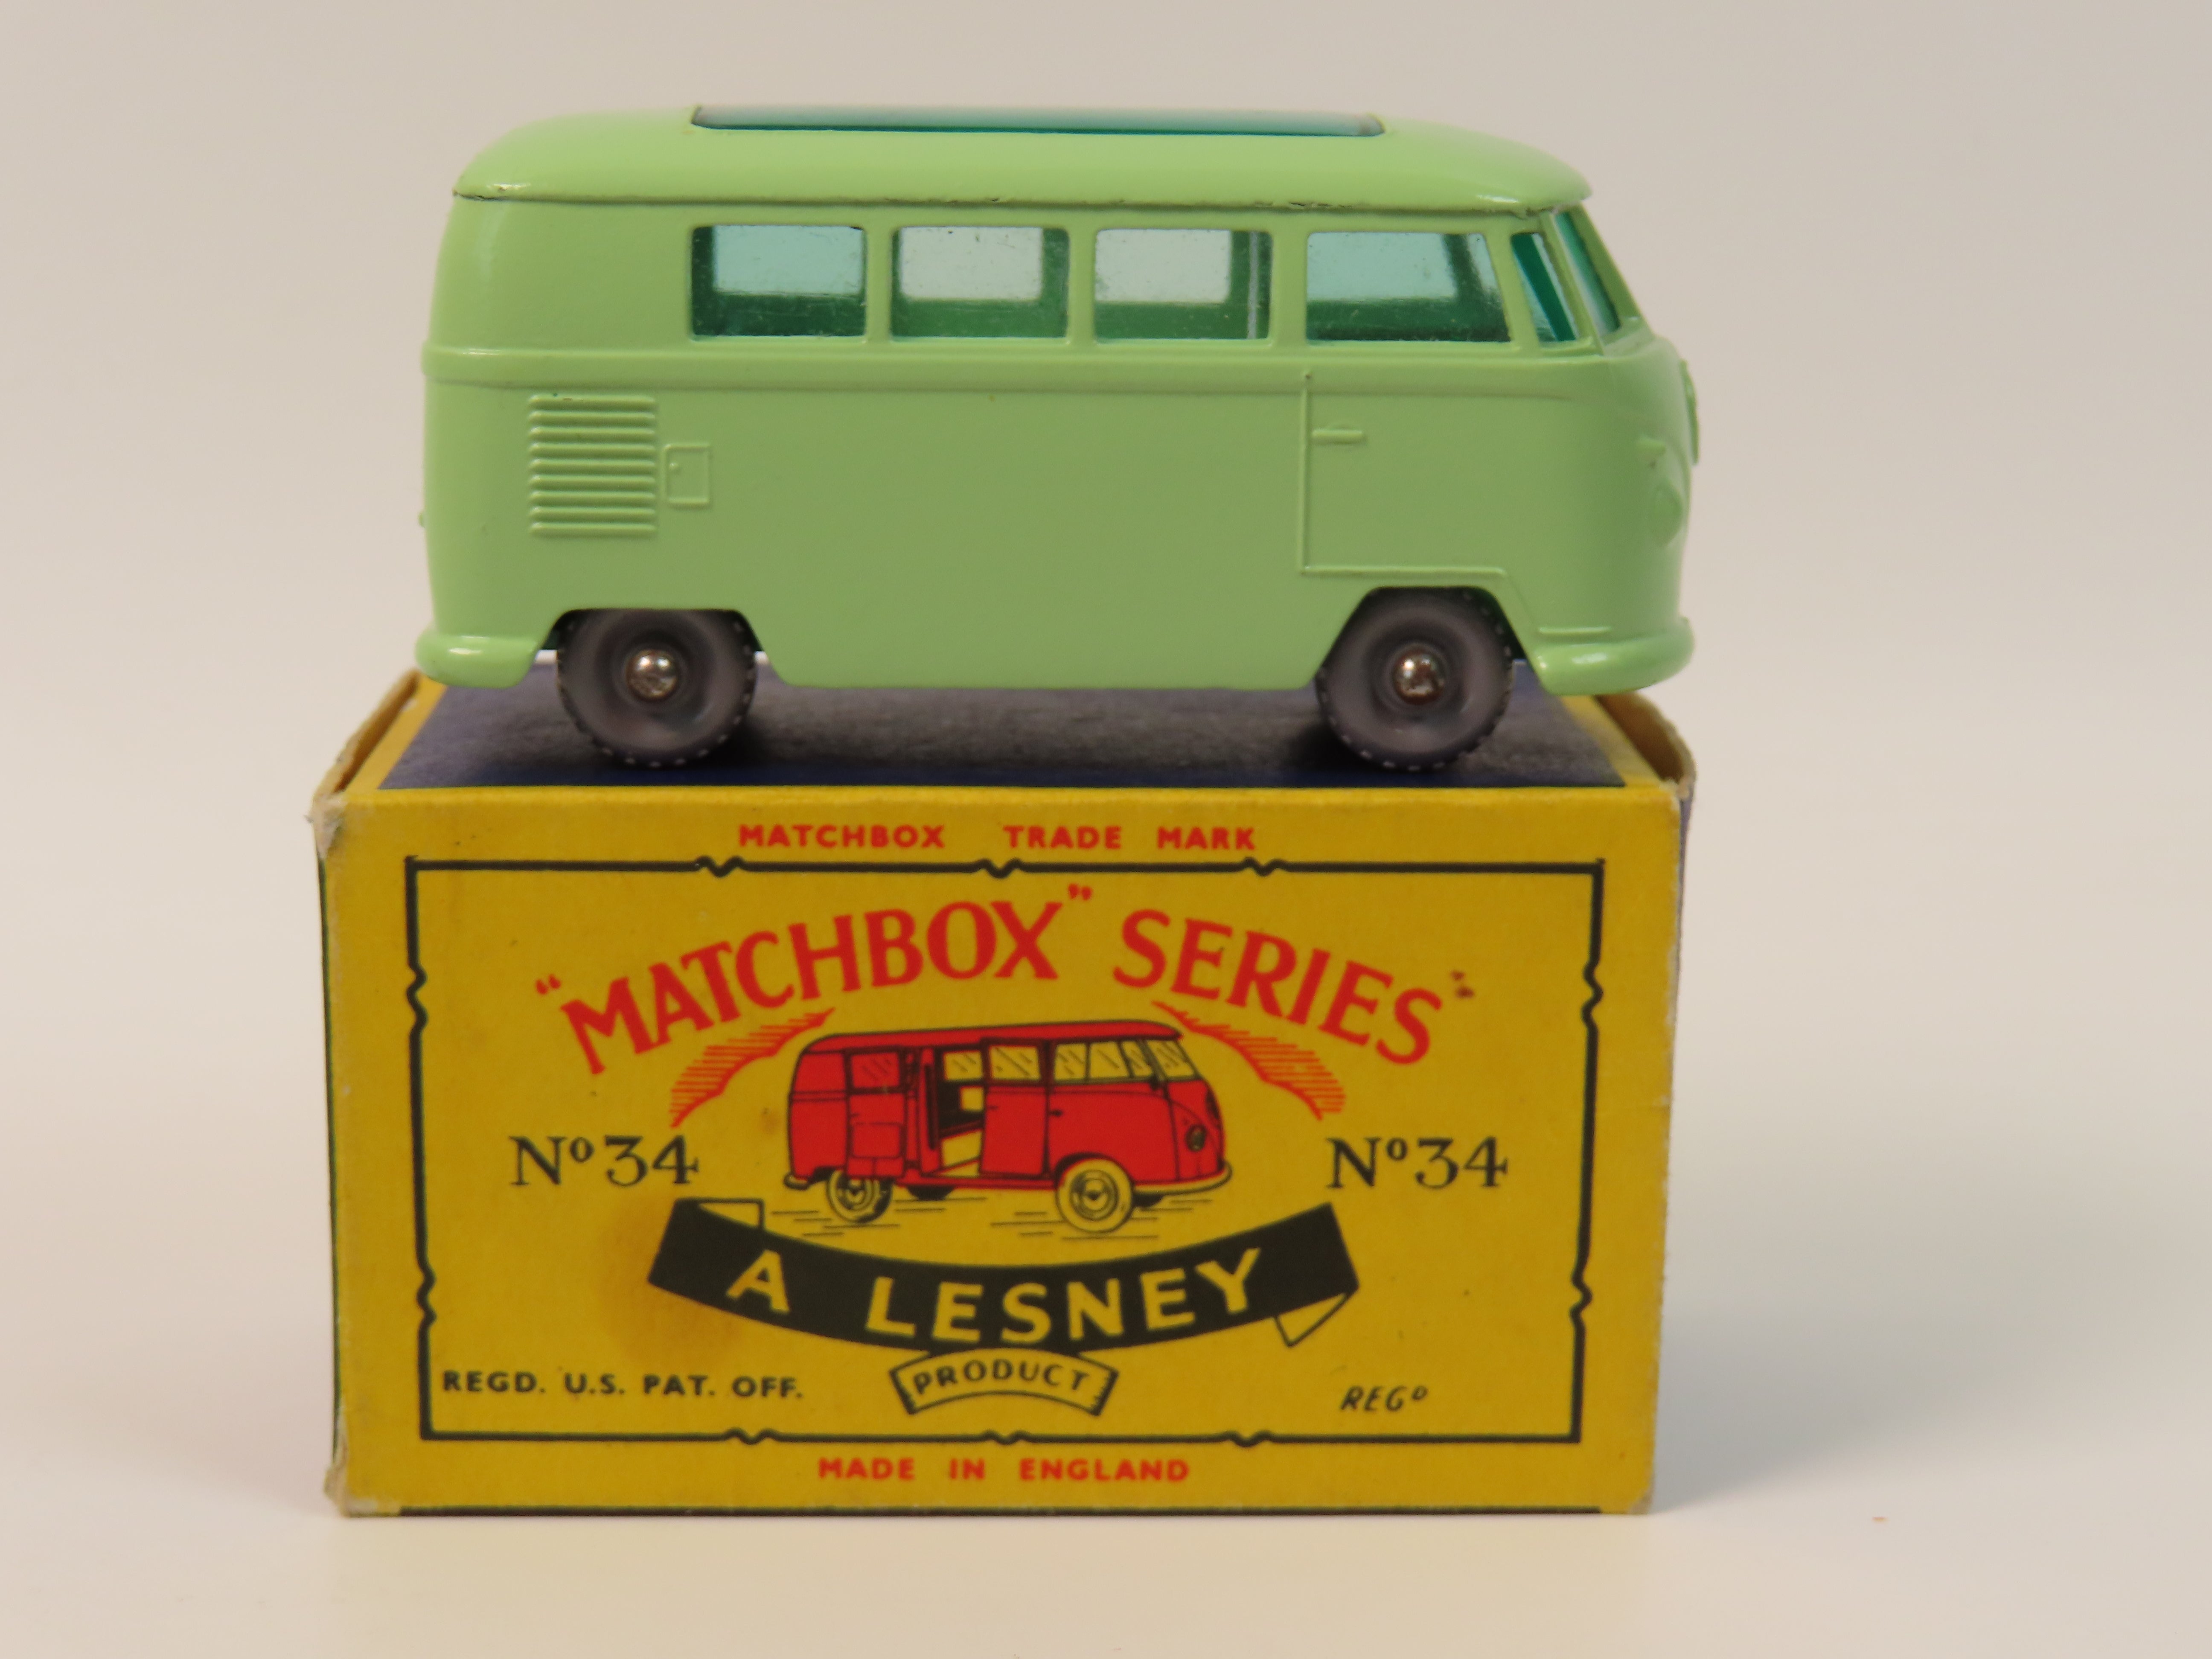 MATCHBOX TRADE MARK
"MATCHBOX" SERIES"
Nº34 Nº34
A LESNEY
PRODUCT
REGD. U.S. PAT. OFF. REGD
MADE IN ENGLAND